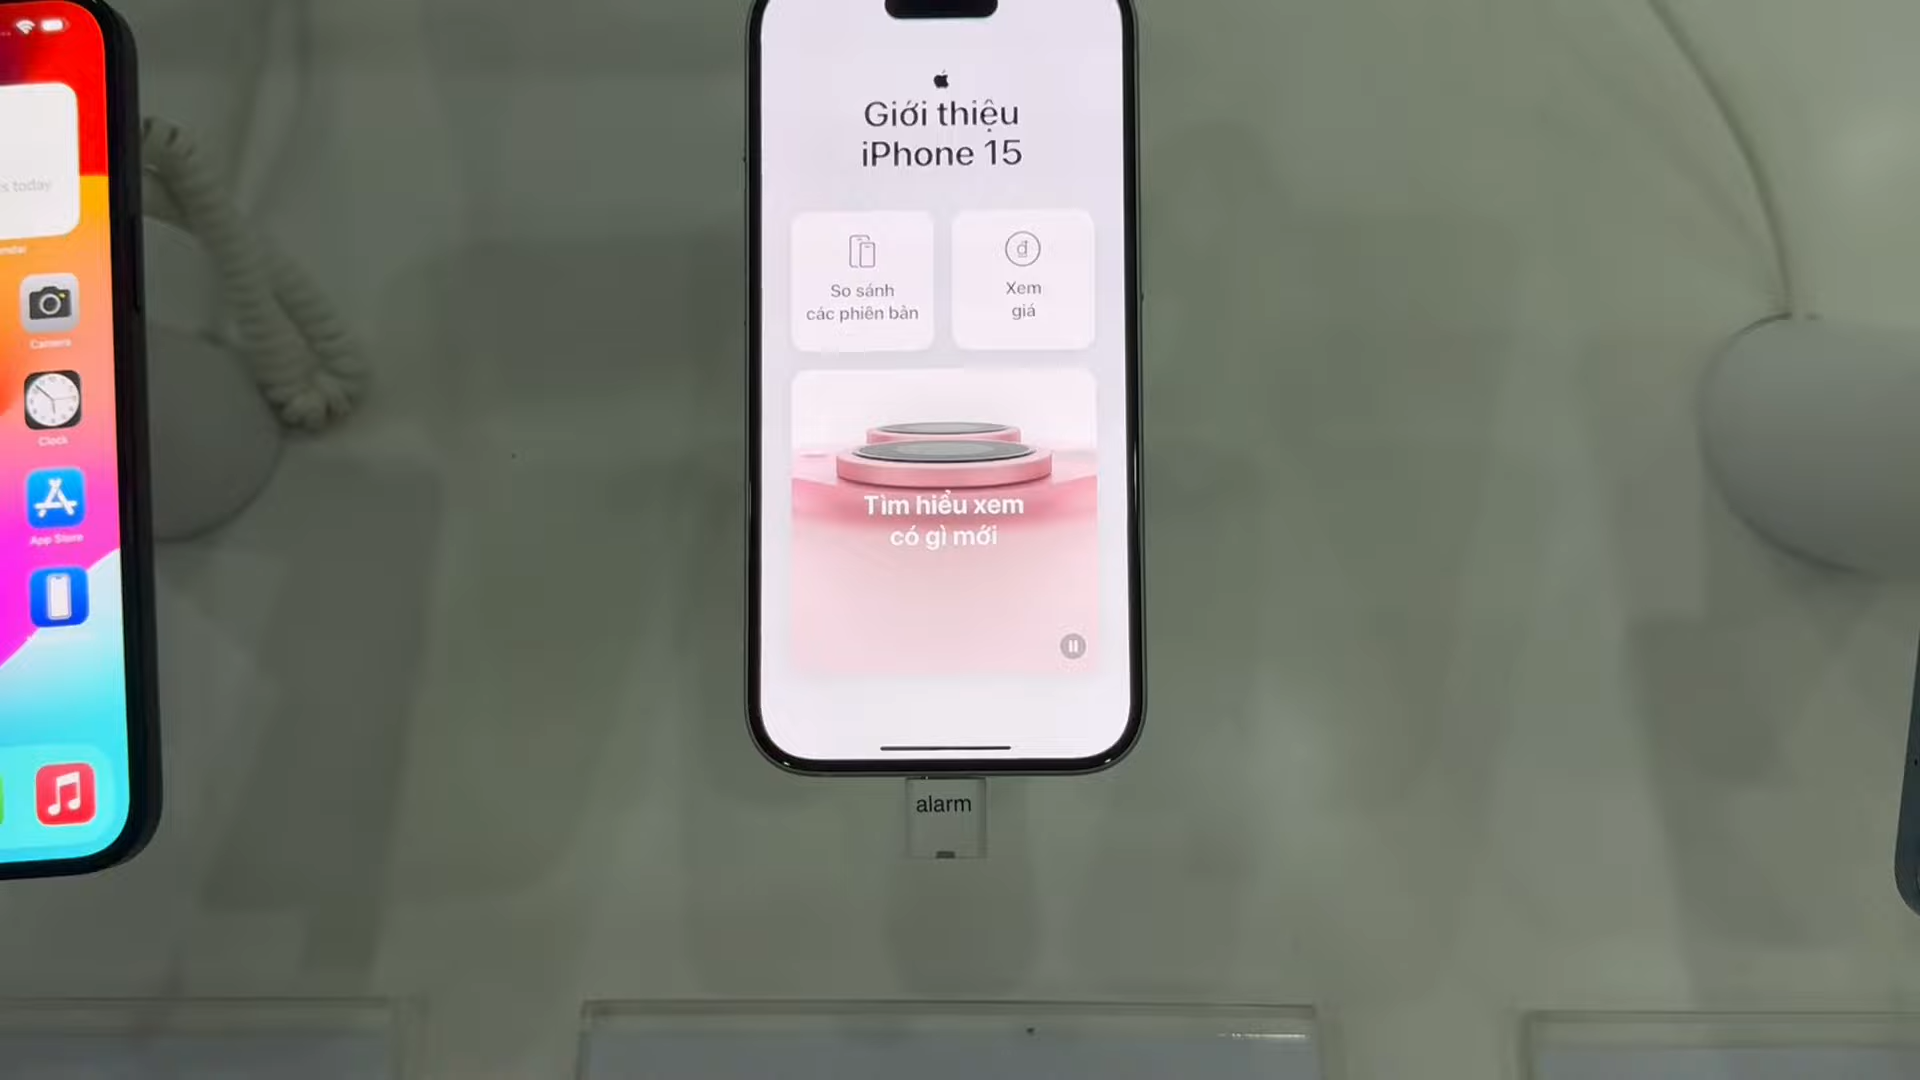 Giới thiệu
iPhone 15
So sánh
các phiên bản
Xem
giá
Tìm hiểu xem
có gì mới
alarm
s today
Camera
Clock
App Store